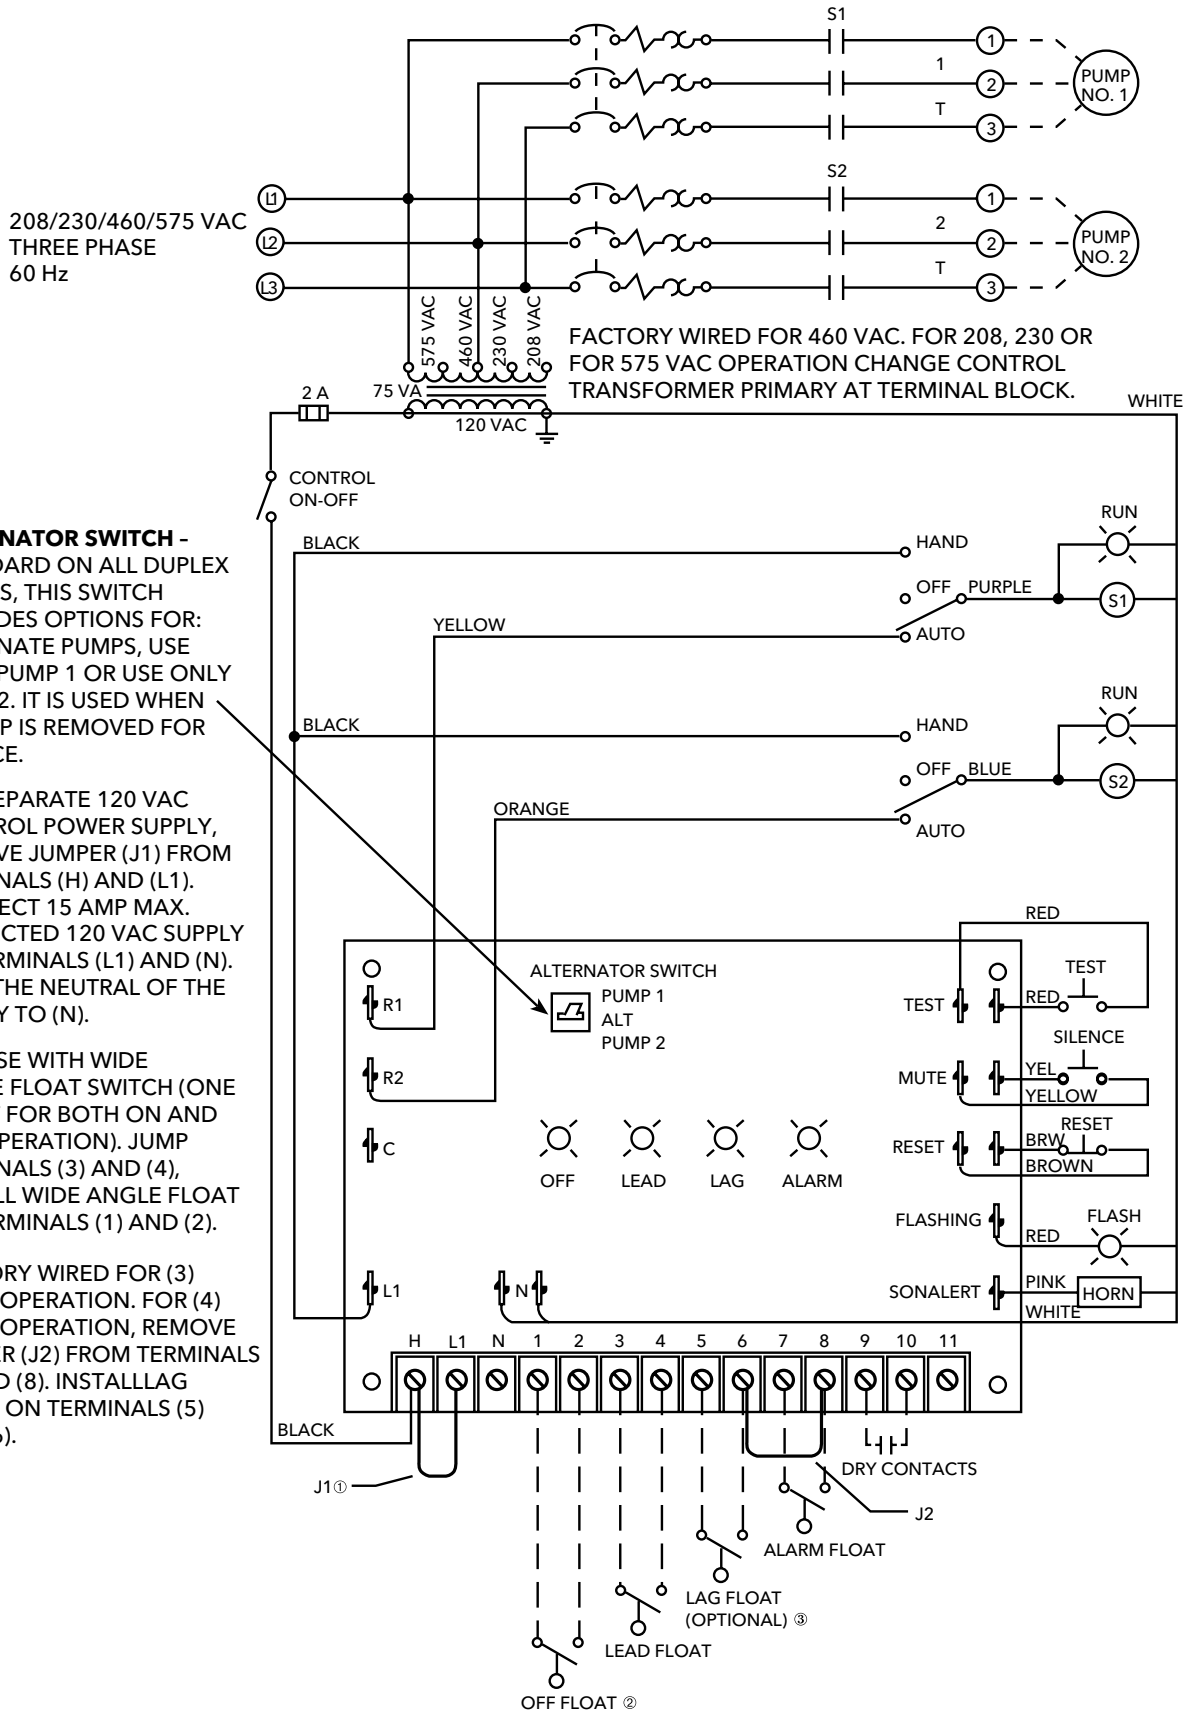 S1
1
1
2
PUMP
NO. 1
T
3
S2
L1
1
208/230/460/575 VAC
THREE PHASE
60 Hz
L2
2
2
PUMP
NO. 2
T
L3
3
575 VAC
460 VAC
230 VAC
208 VAC
FACTORY WIRED FOR 460 VAC. FOR 208, 230 OR
FOR 575 VAC OPERATION CHANGE CONTROL
TRANSFORMER PRIMARY AT TERMINAL BLOCK.
2 A
75 VA
120 VAC
WHITE
CONTROL
ON-OFF
NATOR SWITCH –
DARD ON ALL DUPLEX
S, THIS SWITCH
DES OPTIONS FOR:
NATE PUMPS, USE
PUMP 1 OR USE ONLY
2. IT IS USED WHEN
P IS REMOVED FOR
CE.
BLACK
HAND
RUN
OFF
PURPLE
S1
YELLOW
AUTO
BLACK
HAND
RUN
OFF
BLUE
S2
ORANGE
AUTO
EPARATE 120 VAC
ROL POWER SUPPLY,
VE JUMPER (J1) FROM
NALS (H) AND (L1).
ECT 15 AMP MAX.
CTED 120 VAC SUPPLY
RMINALS (L1) AND (N).
THE NEUTRAL OF THE
Y TO (N).
SE WITH WIDE
E FLOAT SWITCH (ONE
FOR BOTH ON AND
PERATION). JUMP
NALS (3) AND (4),
LL WIDE ANGLE FLOAT
RMINALS (1) AND (2).
ORY WIRED FOR (3)
OPERATION. FOR (4)
OPERATION, REMOVE
ER (J2) FROM TERMINALS
D (8). INSTALLLAG
ON TERMINALS (5)
).
ALTERNATOR SWITCH
PUMP 1
ALT
PUMP 2
R1
R2
C
L1
N
OFF
LEAD
LAG
ALARM
RED
TEST
TEST
RED
SILENCE
MUTE
YEL
YELLOW
RESET
RESET
BRW
BROWN
FLASHING
RED
FLASH
SONALERT
PINK
HORN
WHITE
H L1 N 1 2 3 4 5 6 7 8 9 10 11
BLACK
J1①
DRY CONTACTS
J2
ALARM FLOAT
LAG FLOAT
(OPTIONAL) ③
LEAD FLOAT
OFF FLOAT ②